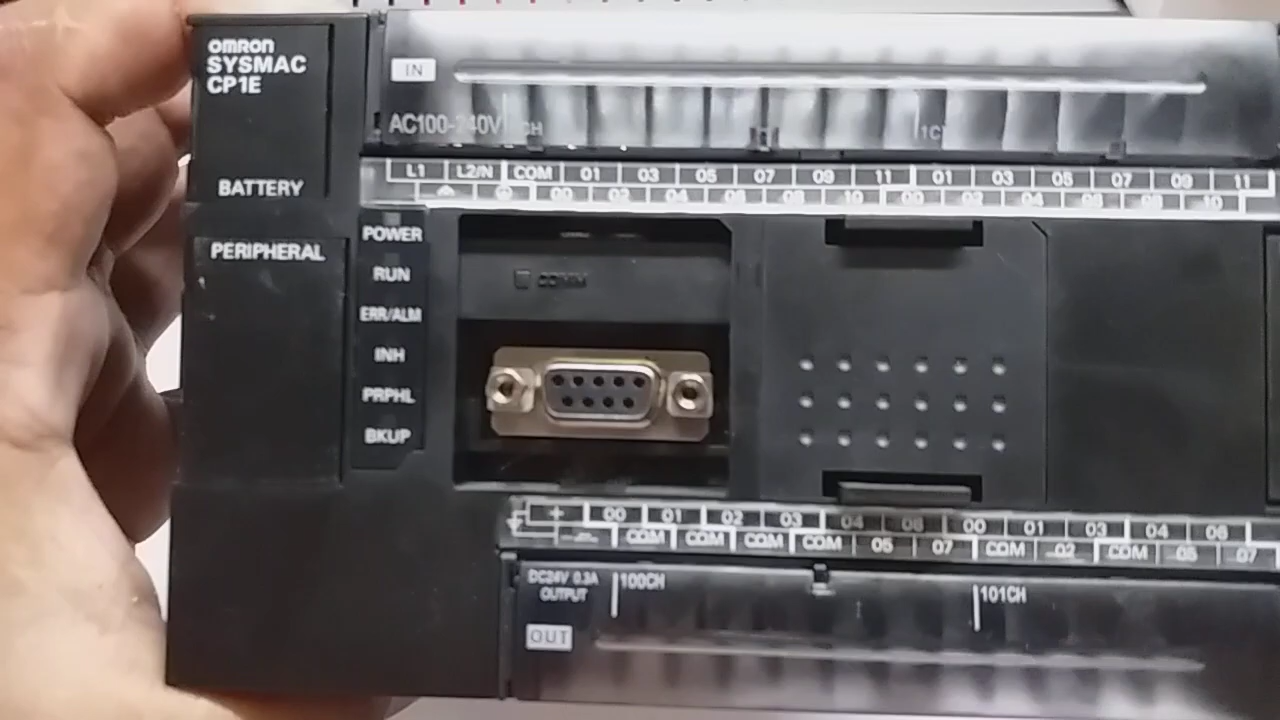 omron
SYSMAC
CP1E
BATTERY
PERIPHERAL
IN
AC100-240V
CH
1C
L1 L2/N COM 01 03 05 07 09 11 01 03 05 07 09 11
00 02 04 06 08 10 00 02 04 06 08 10
POWER
RUN
ERR/ALM
INH
PRPHL
BKUP
COMM
+ 00 01 02 03 04 06 00 01 03 04 06
COM COM COM COM 05 07 COM 02 COM 05 07
DC24V 0.3A
OUTPUT
100CH
101CH
OUT